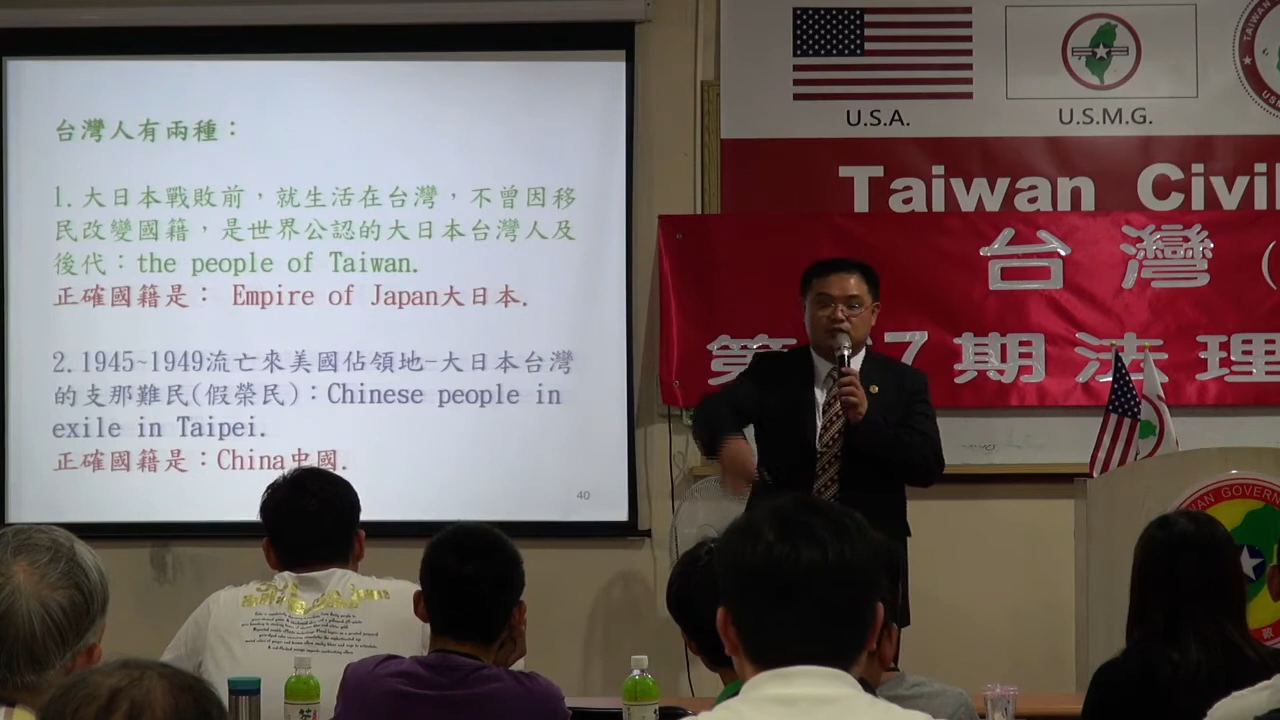 台灣人有兩種：
1.大日本戰敗前，就生活在台灣，不曾因移
民改變國籍，是世界公認的大日本台灣人及
後代：the people of Taiwan.
正確國籍是： Empire of Japan大日本.
2.1945~1949流亡來美國佔領地-大日本台灣
的支那難民(假榮民)：Chinese people in
exile in Taipei.
正確國籍是：China中國.
40
U.S.A.
U.S.M.G.
Taiwan Civil
台灣(
第 7期法理